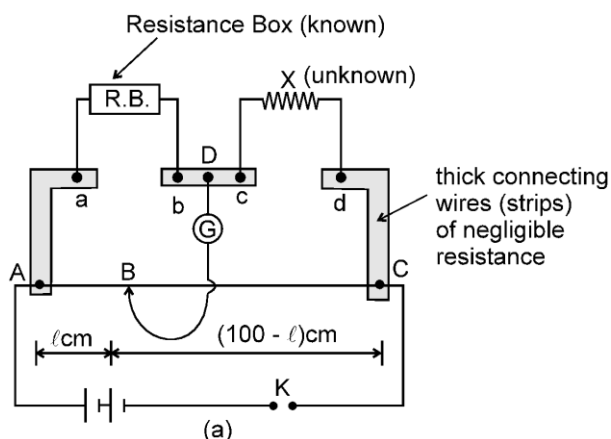 Resistance Box (known)
R.B.
X (unknown)
D
a
b
c
d
G
thick connecting
wires (strips)
of negligible
resistance
A
B
C
ℓcm
(100 - ℓ)cm
K
(a)